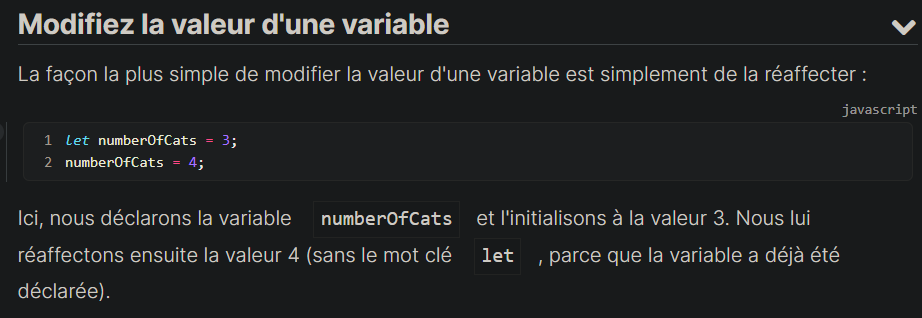 Modifiez la valeur d'une variable
La façon la plus simple de modifier la valeur d'une variable est simplement de la réaffecter :
javascript
1 let numberOfCats = 3;
2 numberOfCats = 4;
Ici, nous déclarons la variable numberOfCats et l'initialisons à la valeur 3. Nous lui
réaffectons ensuite la valeur 4 (sans le mot clé let , parce que la variable a déjà été
déclarée).